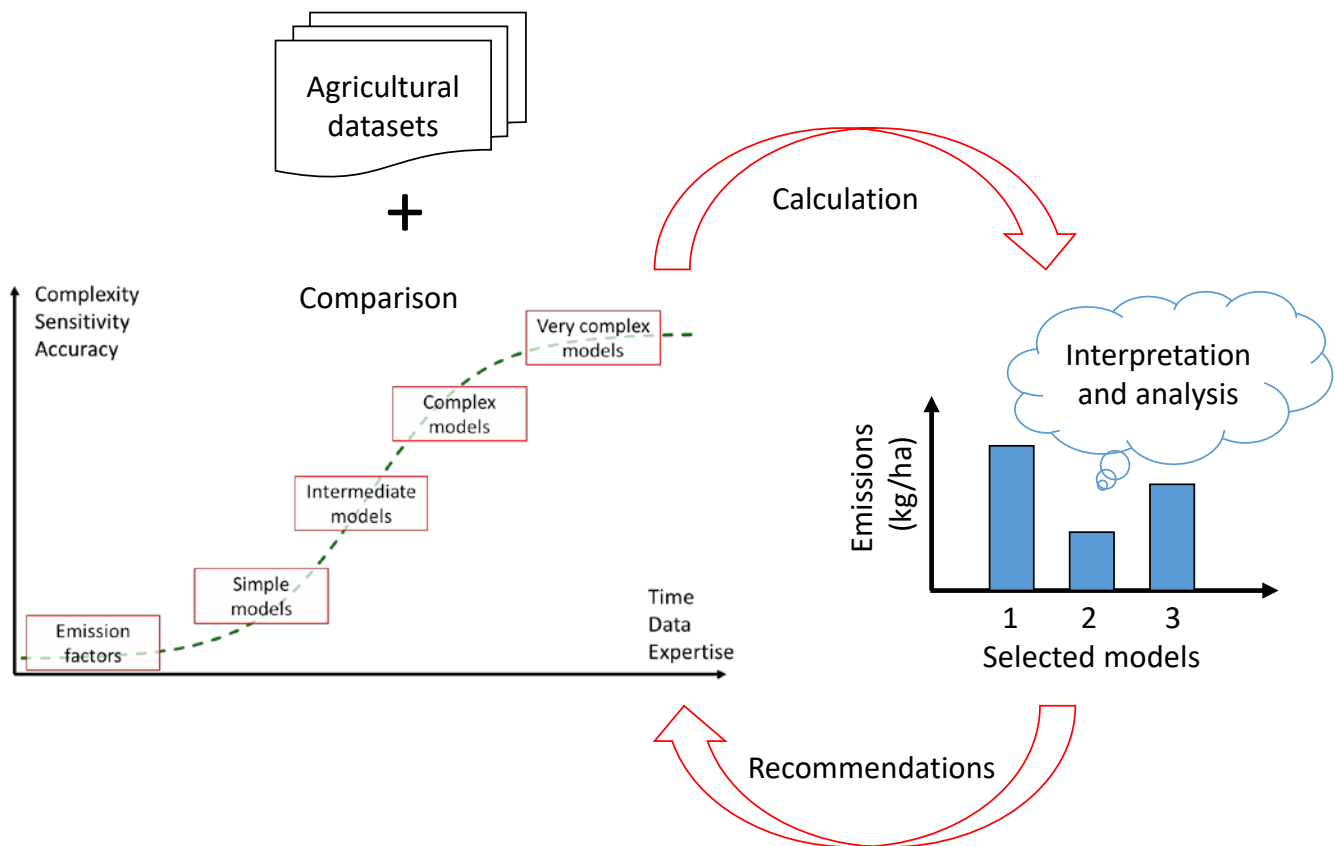 Agricultural
datasets
+
Calculation
Comparison
Complexity
Sensitivity
Accuracy
Very complex
models
Complex
models
Intermediate
models
Simple
models
Emission
factors
Time
Data
Expertise
Interpretation
and analysis
Emissions
(kg/ha)
1 2 3
Selected models
Recommendations